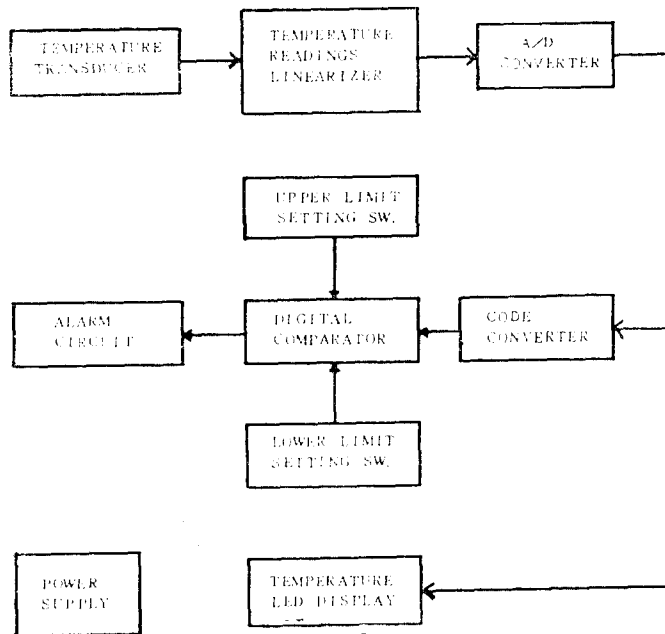 TEMPERATURE
TRANSDUCER
TEMPERATURE
READINGS
LINEARIZER
A/D
CONVERTER
UPPER LIMIT
SETTING SW.
ALARM
CIRCUIT
DIGITAL
COMPARATOR
CODE
CONVERTER
LOWER LIMIT
SETTING SW.
POWER
SUPPLY
TEMPERATURE
LED DISPLAY